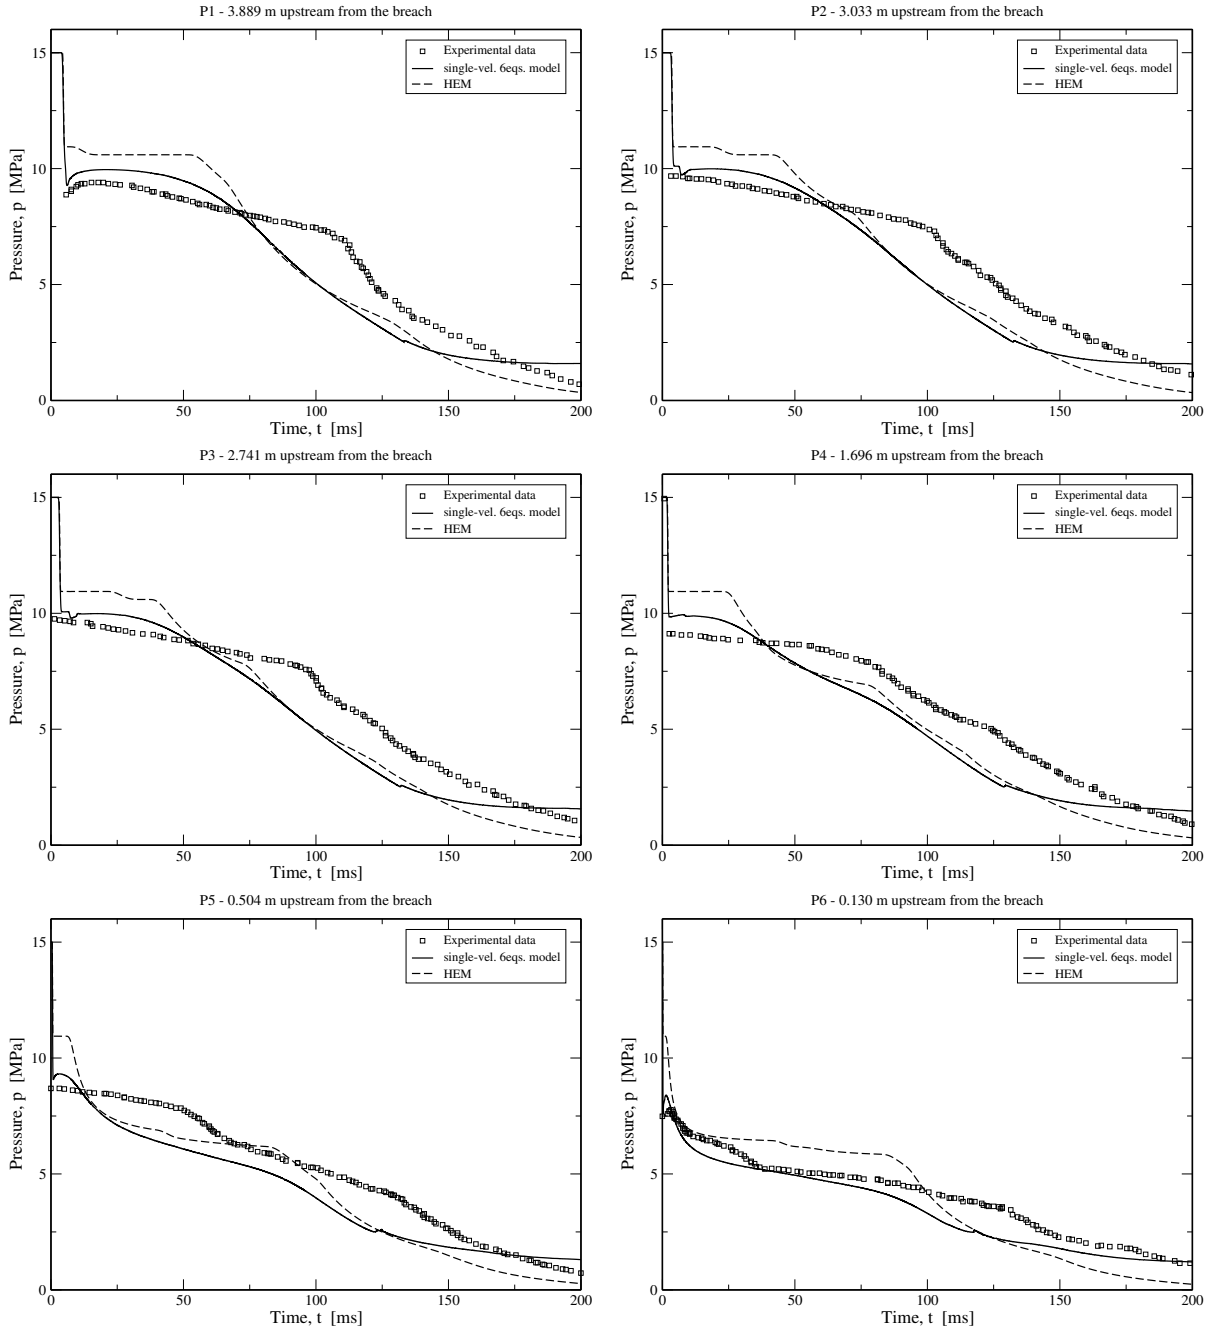 P1 - 3.889 m upstream from the breach
15
10
5
0
Pressure, p [MPa]
Experimental data
single-vel. 6eqs. model
HEM
0 50 100 150 200
Time, t [ms]
P2 - 3.033 m upstream from the breach
15
10
5
0
Pressure, p [MPa]
Experimental data
single-vel. 6eqs. model
HEM
0 50 100 150 200
Time, t [ms]
P3 - 2.741 m upstream from the breach
15
10
5
0
Pressure, p [MPa]
Experimental data
single-vel. 6eqs. model
HEM
0 50 100 150 200
Time, t [ms]
P4 - 1.696 m upstream from the breach
15
10
5
0
Pressure, p [MPa]
Experimental data
single-vel. 6eqs. model
HEM
0 50 100 150 200
Time, t [ms]
P5 - 0.504 m upstream from the breach
15
10
5
0
Pressure, p [MPa]
Experimental data
single-vel. 6eqs. model
HEM
0 50 100 150 200
Time, t [ms]
P6 - 0.130 m upstream from the breach
15
10
5
0
Pressure, p [MPa]
Experimental data
single-vel. 6eqs. model
HEM
0 50 100 150 200
Time, t [ms]